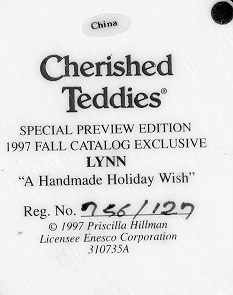 China
Cherished
Teddies®
SPECIAL PREVIEW EDITION
1997 FALL CATALOG EXCLUSIVE
LYNN
"A Handmade Holiday Wish"
Reg. No. 756/127
© 1997 Priscilla Hillman
Licensee Enesco Corporation
310735A